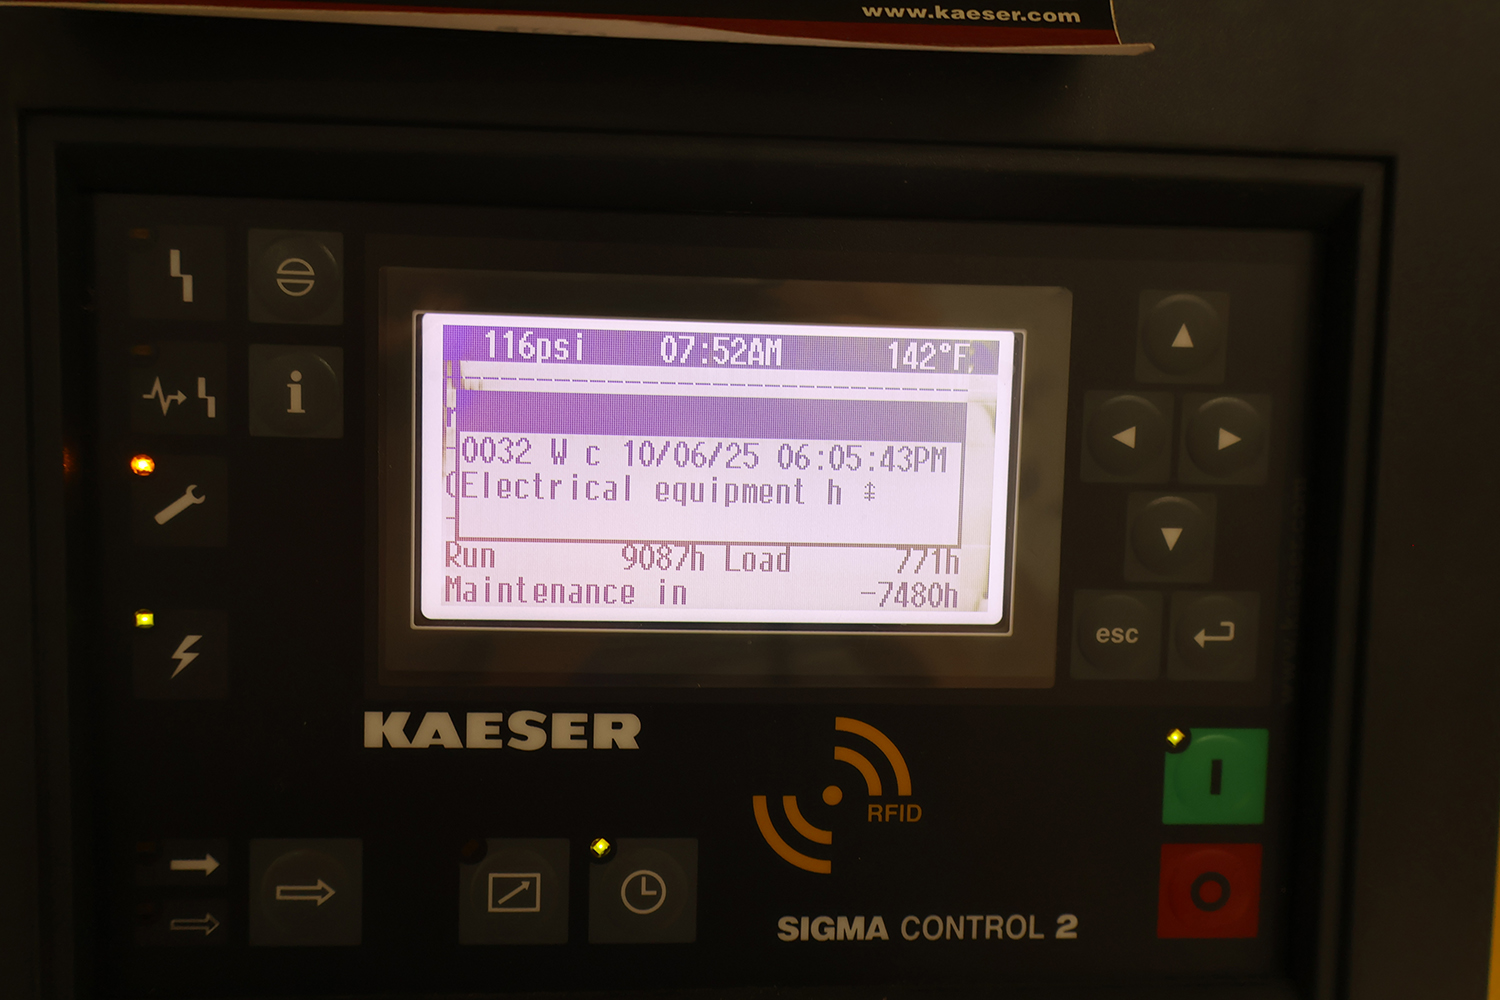 www.kaeser.com
116psi 07:52AM 142°F
0032 W c 10/06/25 06:05:43PM
Electrical equipment h
Run 9087h Load 771h
Maintenance in -7480h
esc
KAESER
RFID
SIGMA CONTROL 2